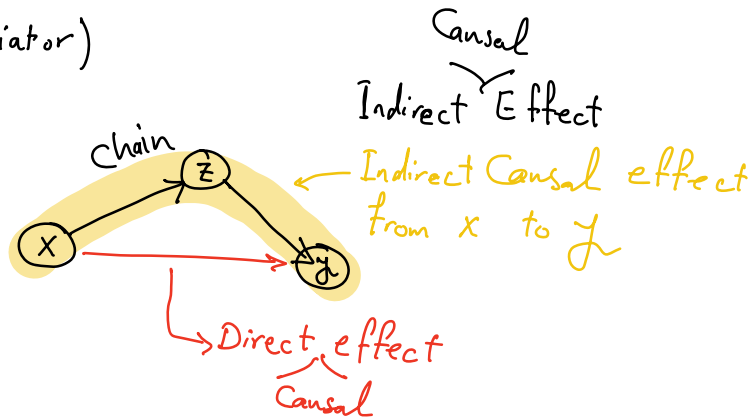 iator)
Causal
Indirect Effect
chain
z
Indirect Causal effect
from x to y
X
y
Direct effect
Causal